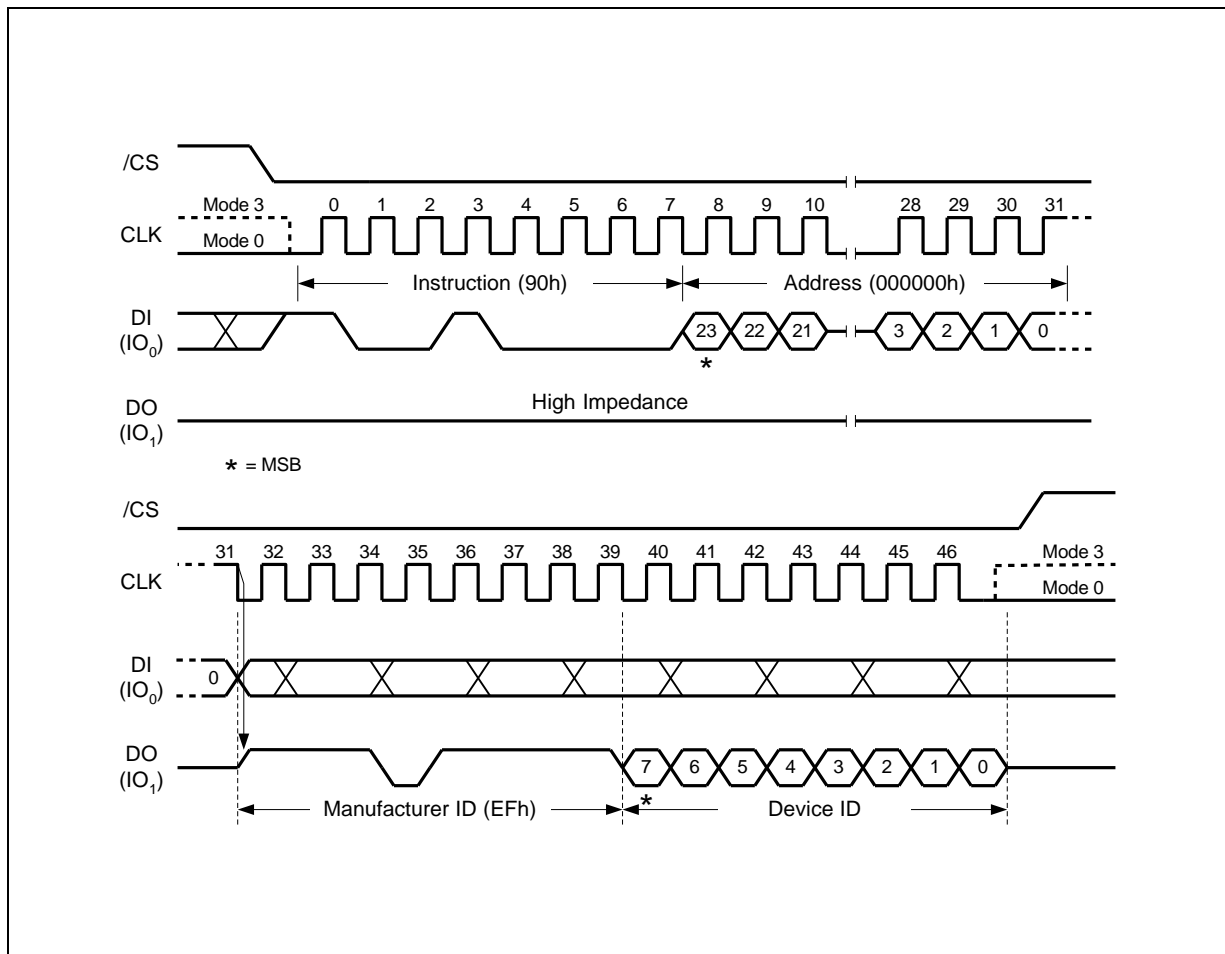 /CS
Mode 3
0 1 2 3 4 5 6 7 8 9 10 28 29 30 31
CLK
Mode 0
Instruction (90h) Address (000000h)
DI
(IO0)
23 22 21 3 2 1 0
*
High Impedance
DO
(IO1)
* = MSB
/CS
31 32 33 34 35 36 37 38 39 40 41 42 43 44 45 46
Mode 3
CLK
Mode 0
DI
(IO0)
0
DO
(IO1)
7 6 5 4 3 2 1 0
*
Manufacturer ID (EFh) Device ID